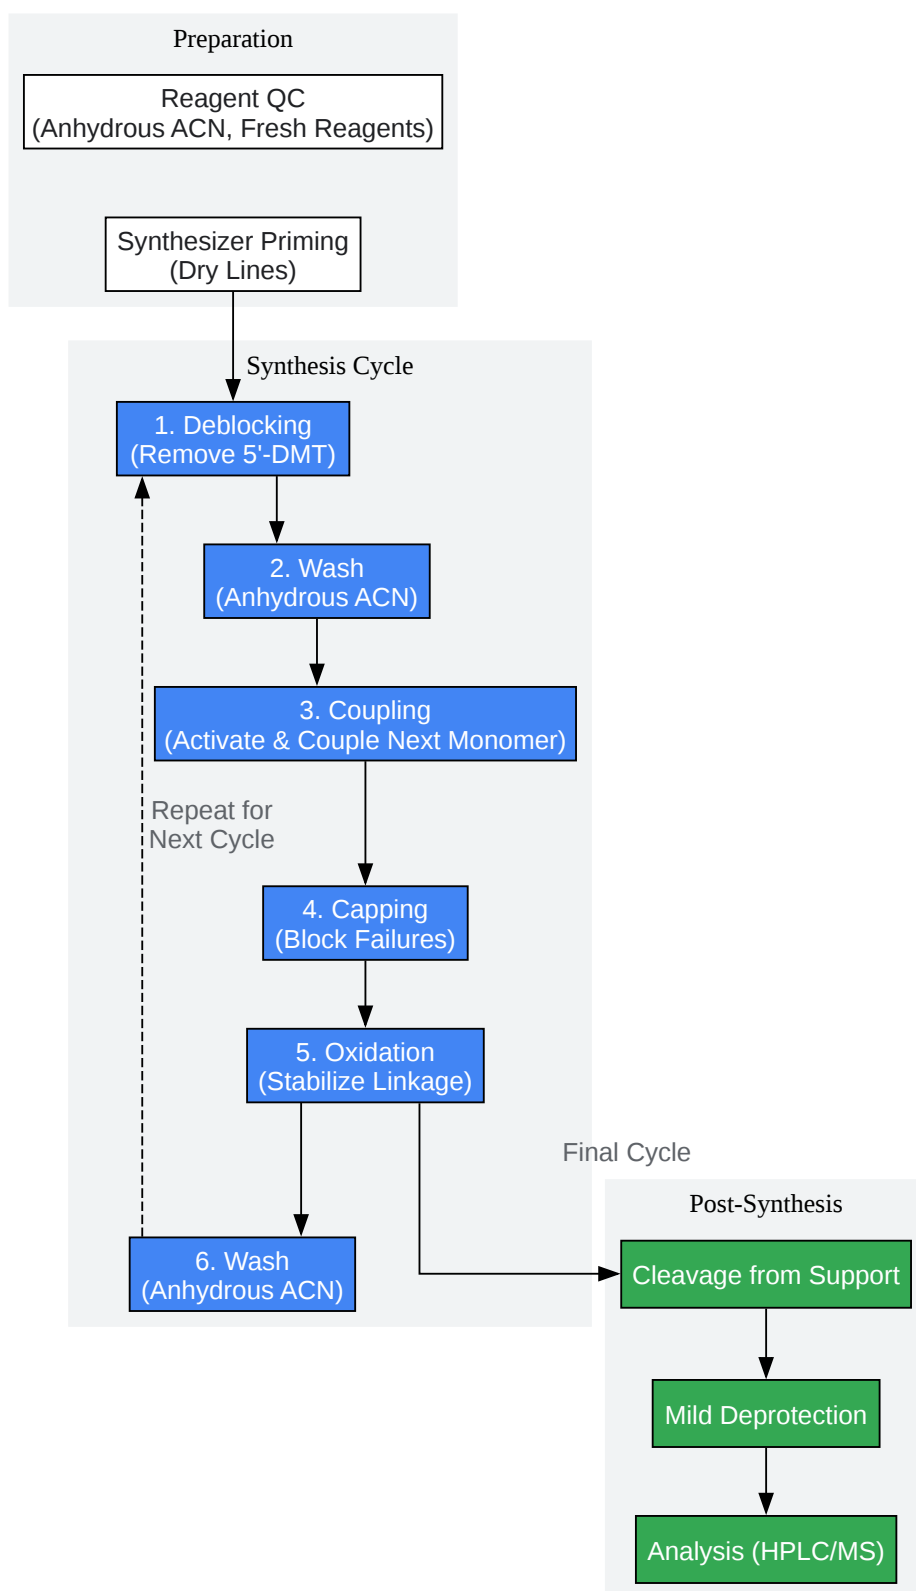 Preparation
Reagent QC
(Anhydrous ACN, Fresh Reagents)
Synthesizer Priming
(Dry Lines)
Synthesis Cycle
1. Deblocking
(Remove 5'-DMT)
2. Wash
(Anhydrous ACN)
3. Coupling
(Activate & Couple Next Monomer)
Repeat for
Next Cycle
4. Capping
(Block Failures)
5. Oxidation
(Stabilize Linkage)
Final Cycle
6. Wash
(Anhydrous ACN)
Post-Synthesis
Cleavage from Support
Mild Deprotection
Analysis (HPLC/MS)